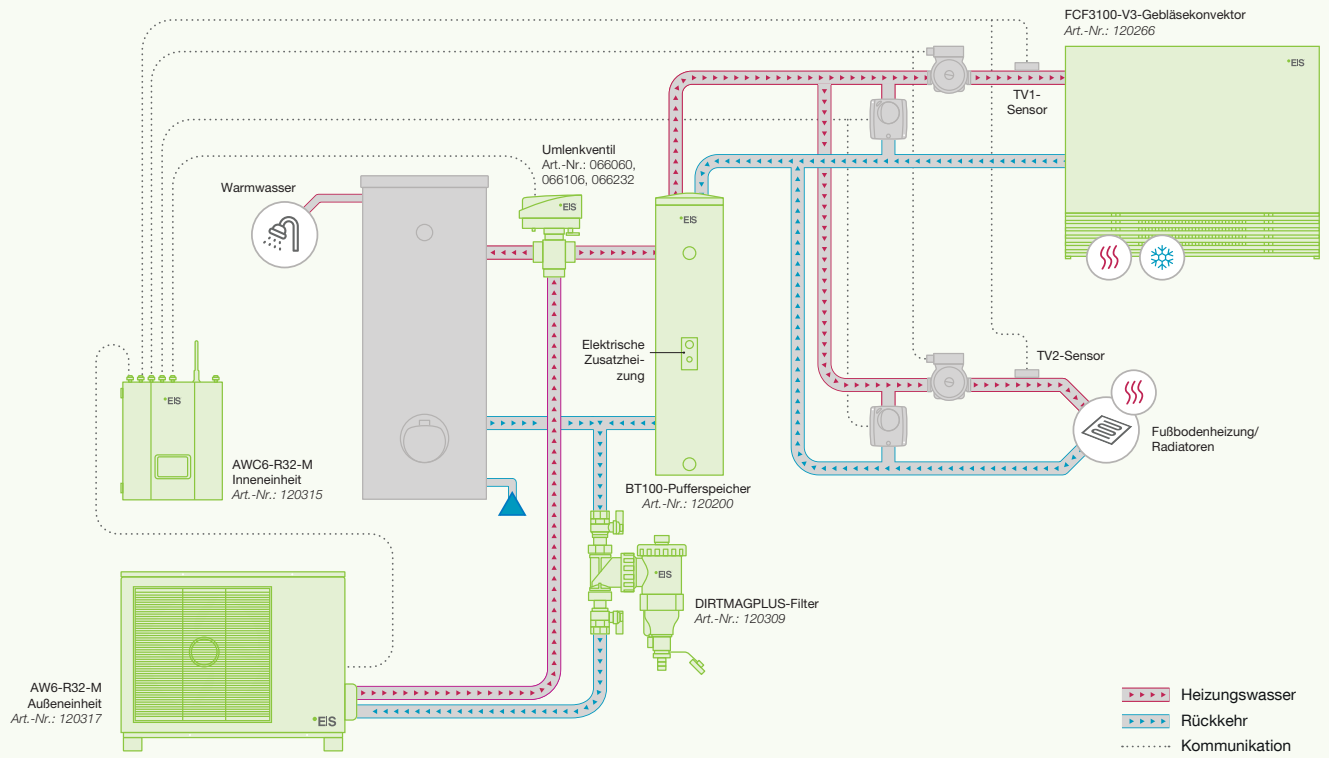 FCF3100-V3-Gebläsekonvektor
Art.-Nr.: 120266
°EIS
TV1-
Sensor
Umlenkventil
Art.-Nr.: 066060,
066106, 066232
°EIS
Warmwasser
°EIS
Elektrische
Zusatzhei-
zung
TV2-Sensor
Fußbodenheizung/
Radiatoren
°EIS
AWC6-R32-M
Inneneinheit
Art.-Nr.: 120315
BT100-Pufferspeicher
Art.-Nr.: 120200
°EIS
DIRTMAGPLUS-Filter
Art.-Nr.: 120309
AW6-R32-M
Außeneinheit
Art.-Nr.: 120317
°EIS
Heizungswasser
Rückkehr
Kommunikation